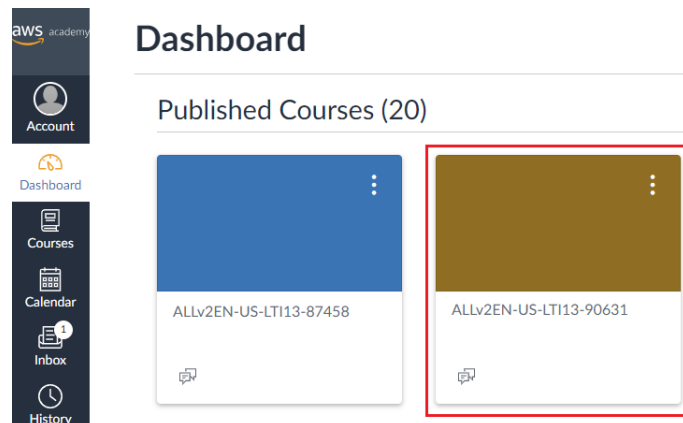 aws academy
Dashboard
Account
Published Courses (20)
Dashboard
Courses
Calendar
1
Inbox
History
ALLv2EN-US-LTI13-87458
ALLv2EN-US-LTI13-90631